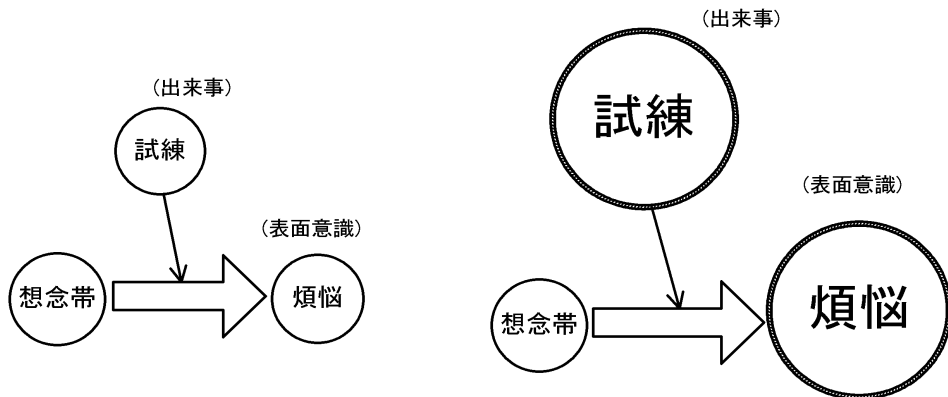 （出来事）
試練
（表面意識）
想念帯
煩悩
（出来事）
試練
（表面意識）
想念帯
煩悩